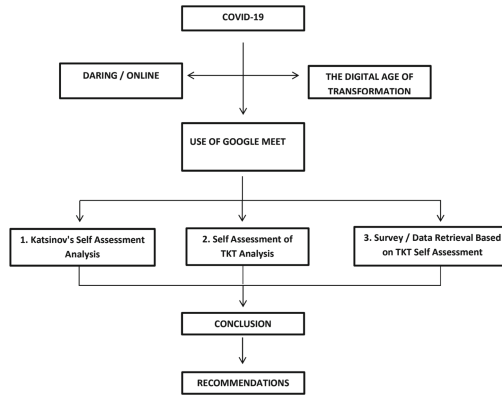 COVID-19
DARING / ONLINE
THE DIGITAL AGE OF
TRANSFORMATION
USE OF GOOGLE MEET
1. Katsinov's Self Assessment
Analysis
2. Self Assessment of
TKT Analysis
3. Survey / Data Retrieval Based
on TKT Self Assessment
CONCLUSION
RECOMMENDATIONS